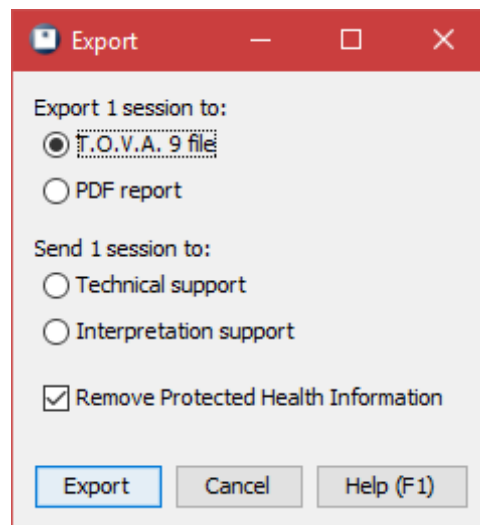 Export
Export 1 session to:
T.O.V.A. 9 file
PDF report
Send 1 session to:
Technical support
Interpretation support
Remove Protected Health Information
Export Cancel Help (F1)